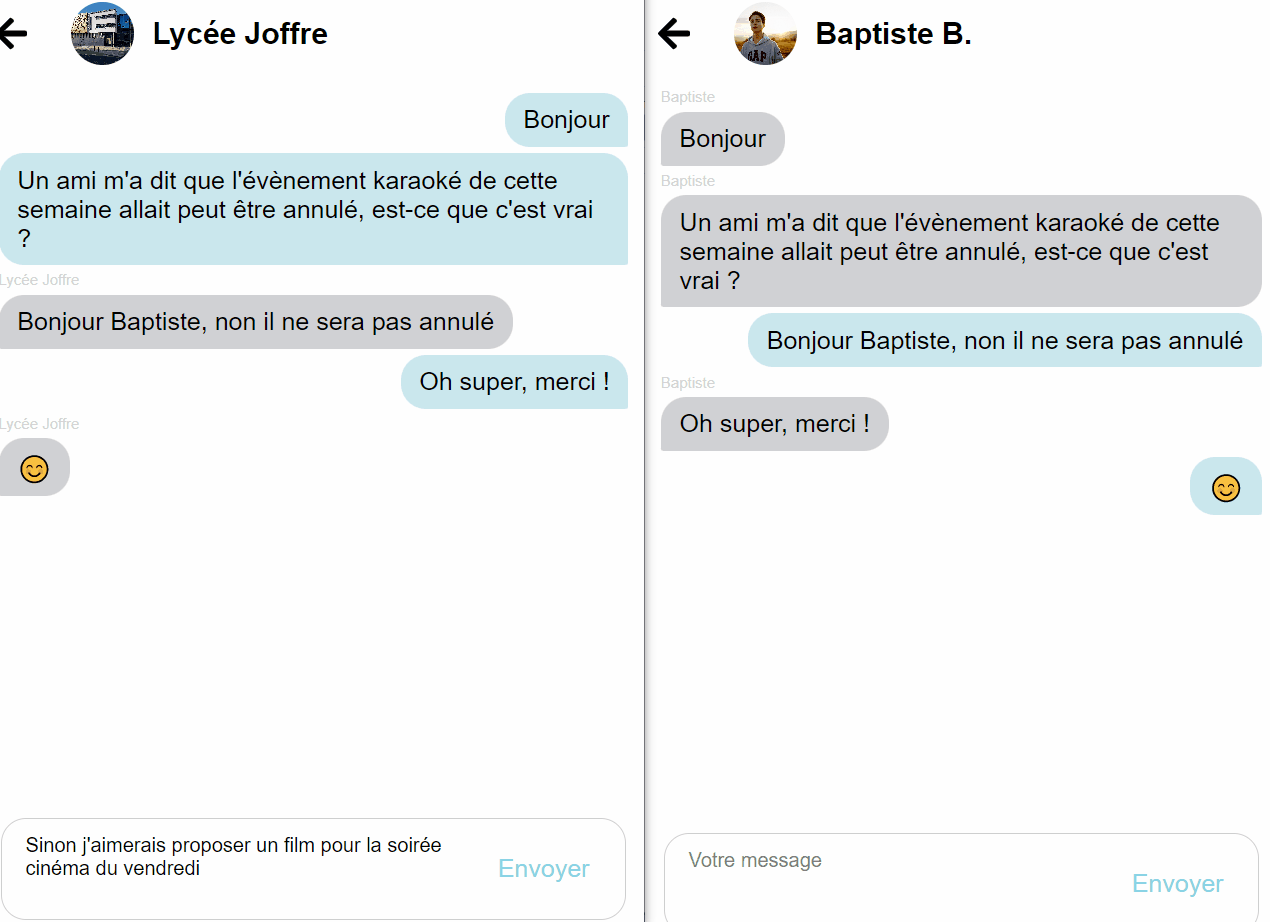 Lycée Joffre
Bonjour
Un ami m'a dit que l'évènement karaoké de cette
semaine allait peut être annulé, est-ce que c'est vrai
?
Lycée Joffre
Bonjour Baptiste, non il ne sera pas annulé
Oh super, merci !
Lycée Joffre
😊
Sinon j'aimerais proposer un film pour la soirée
cinéma du vendredi
Envoyer
Baptiste B.
GAP
Baptiste
Bonjour
Baptiste
Un ami m'a dit que l'évènement karaoké de cette
semaine allait peut être annulé, est-ce que c'est
vrai ?
Bonjour Baptiste, non il ne sera pas annulé
Baptiste
Oh super, merci !
😊
Votre message
Envoyer